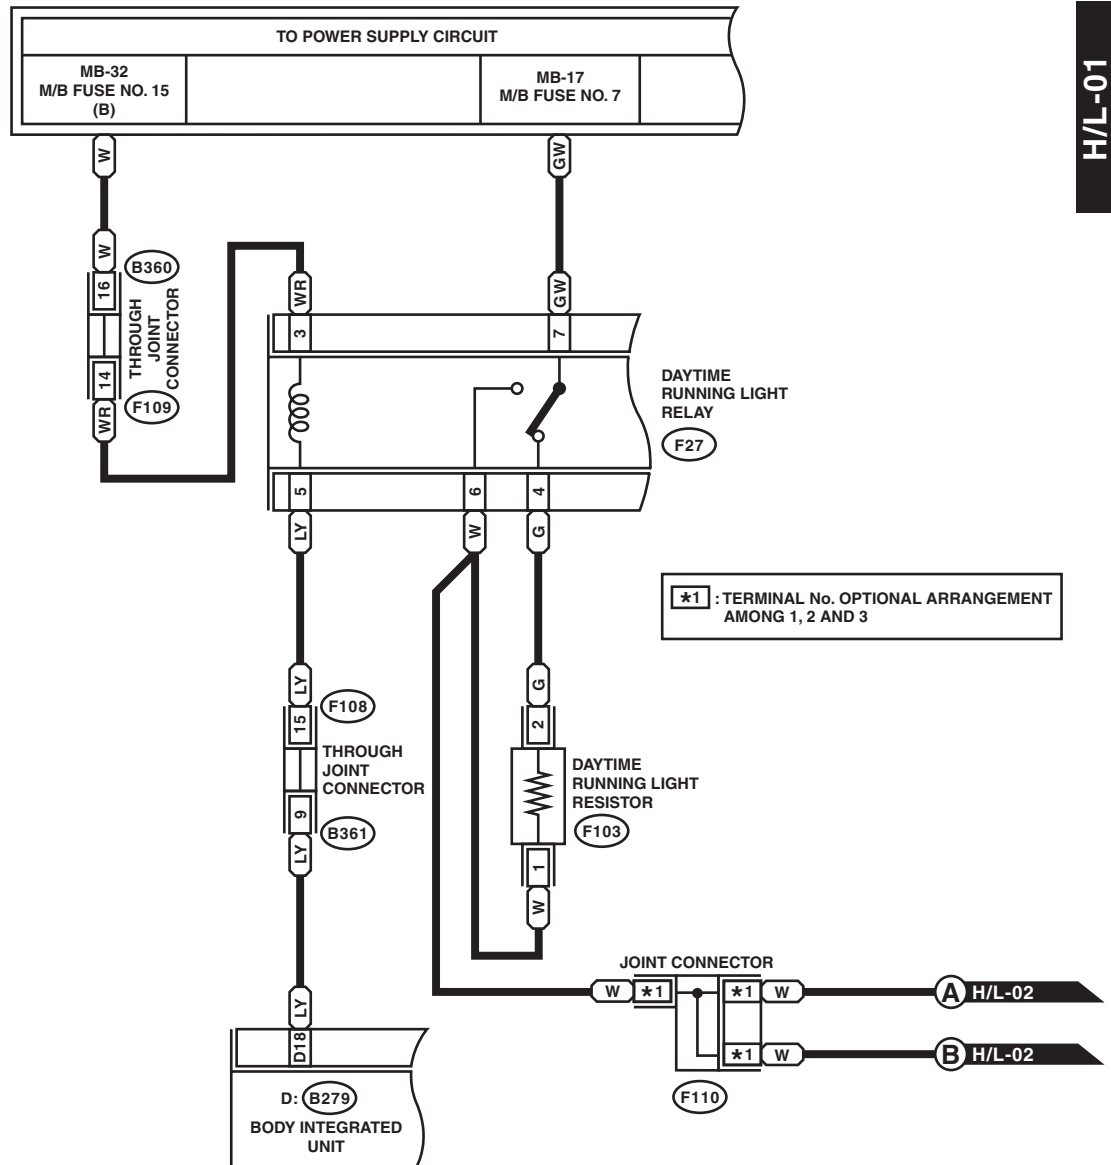 TO POWER SUPPLY CIRCUIT
MB-32
M/B FUSE NO. 15
(B)
MB-17
M/B FUSE NO. 7
H/L-01
W
GW
W
B360
16
THROUGH
JOINT
CONNECTOR
14
F109
WR
WR
3
GW
7
DAYTIME
RUNNING LIGHT
RELAY
F27
5
6
4
LY
W
G
*1 : TERMINAL No. OPTIONAL ARRANGEMENT
AMONG 1, 2 AND 3
LY
F108
15
THROUGH
JOINT
CONNECTOR
9
B361
LY
G
2
DAYTIME
RUNNING LIGHT
RESISTOR
F103
1
W
JOINT CONNECTOR
W *1
*1 W
A H/L-02
*1 W
B H/L-02
F110
LY
D18
D: B279
BODY INTEGRATED
UNIT